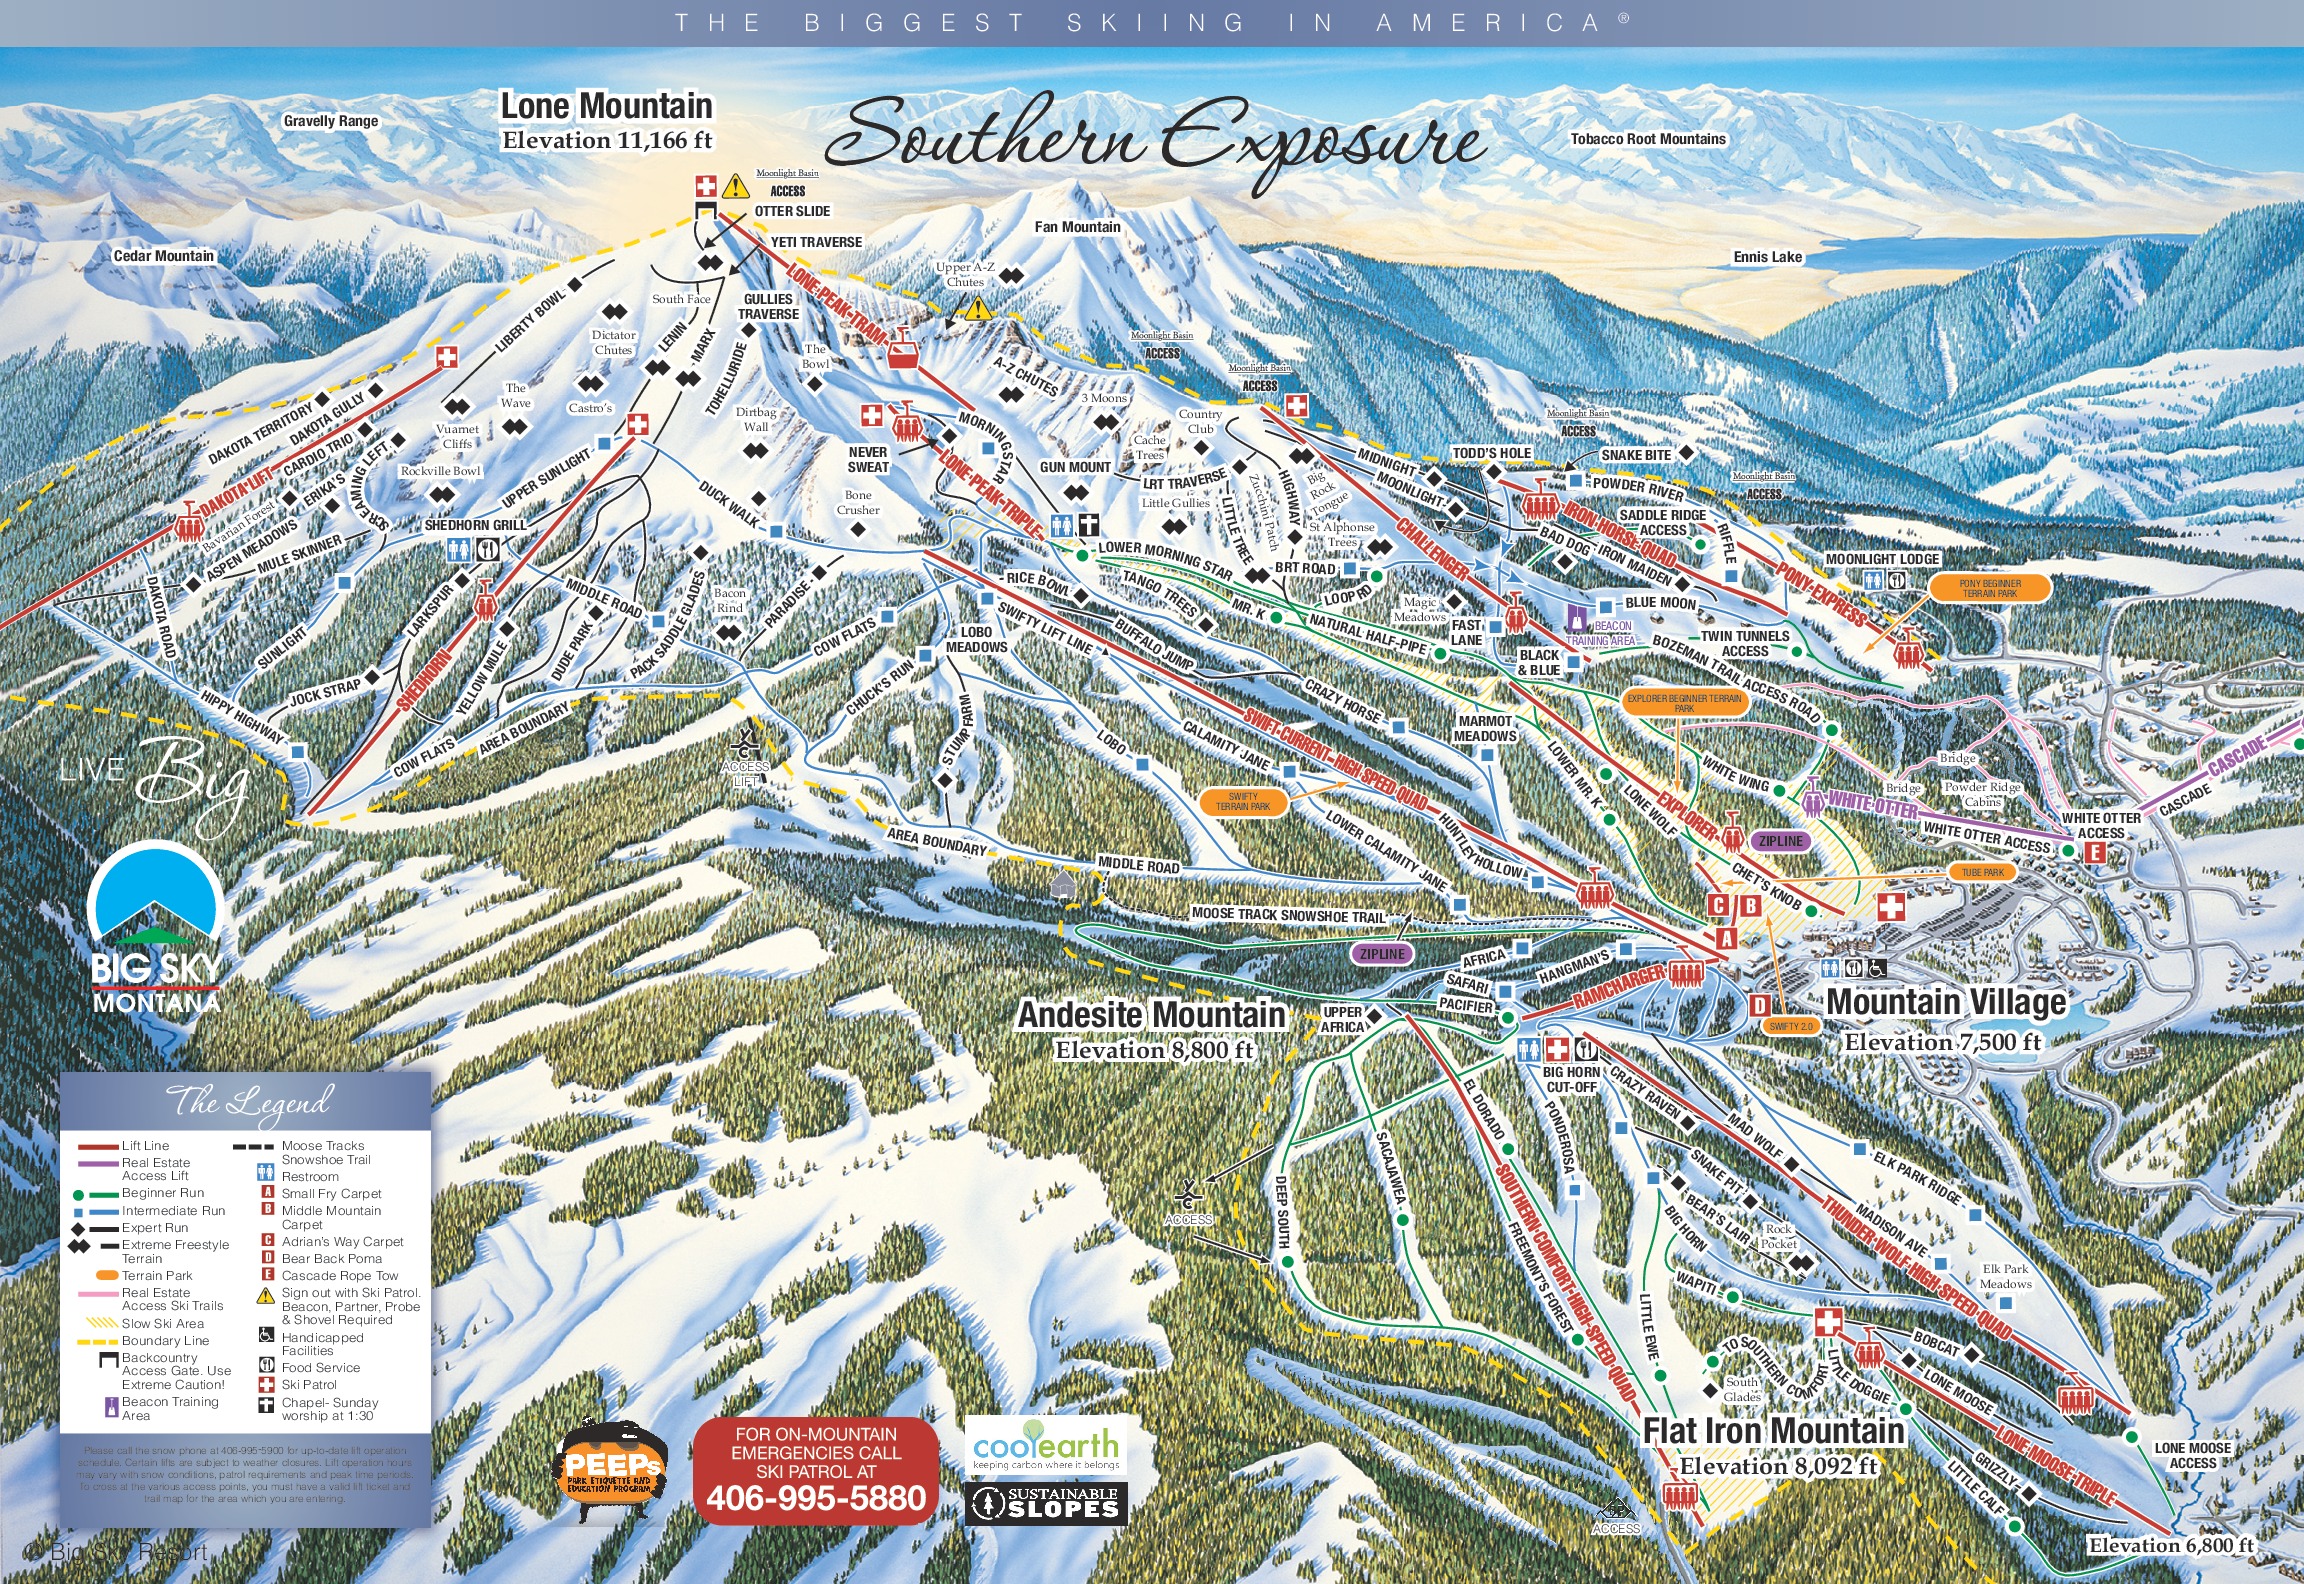 THE BIGGEST SKIING IN AMERICA®
Southern Exposure
Lone Mountain
Elevation 11,166 ft
Gravelly Range
Cedar Mountain
Tobacco Root Mountains
Fan Mountain
Ennis Lake
Moonlight Basin
ACCESS
OTTER SLIDE
YETI TRAVERSE
LONE PEAK TRAM
Upper A-Z
Chutes
South Face
GULLIES
TRAVERSE
LIBERTY BOWL
Dictator
Chutes
LENIN
MARX
TOHELLURIDE
The
Bowl
A-Z CHUTES
3 Moons
Moonlight Basin
ACCESS
Moonlight Basin
ACCESS
Country
Club
Cache
Trees
DAKOTA TERRITORY
DAKOTA GULLY
CARDIO TRIO
DAKOTA LIFT
Bavarian Forest
ERIKA'S
SCREAMING LEFT
ASPEN MEADOWS
MULE SKINNER
The
Wave
Castro's
Vuarnet
Cliffs
Rockville Bowl
Dirtbag
Wall
NEVER
SWEAT
MORNING STAR
LONE PEAK TRIPLE
GUN MOUNT
LRT TRAVERSE
Little Gullies
LITTLE TREE
Zucchini Patch
HIGHWAY
Big
Rock
Tongue
St Alphonse
Trees
MIDNIGHT
MOONLIGHT
CHALLENGER
TODD'S HOLE
Moonlight Basin
ACCESS
SNAKE BITE
POWDER RIVER
Moonlight Basin
ACCESS
SADDLE RIDGE
ACCESS
IRON HORSE QUAD
BAD DOG
IRON MAIDEN
RIFFLE
PONY EXPRESS
MOONLIGHT LODGE
PONY BEGINNER
TERRAIN PARK
UPPER SUNLIGHT
SHEDHORN GRILL
DUCK WALK
Bone
Crusher
LOWER MORNING STAR
BRT ROAD
LOOP RD
Magic
Meadows
FAST
LANE
BLUE MOON
BEACON
TRAINING AREA
BLACK
& BLUE
BOZEMAN TRAIL ACCESS ROAD
TWIN TUNNELS
ACCESS
DAKOTA ROAD
SUNLIGHT
LARKSPUR
MIDDLE ROAD
PACK SADDLE GLADES
Bacon
Rind
PARADISE
COW FLATS
RICE BOWL
TANGO TREES
MR. K
NATURAL HALF-PIPE
SWIFTY LIFT LINE
BUFFALO JUMP
LOBO
MEADOWS
CHUCK'S RUN
STUMP FARM
HIPPY HIGHWAY
JOCK STRAP
SHEDHORN
YELLOW MULE
DUDE PARK
COW FLATS
AREA BOUNDARY
ACCESS
LIFT
CRAZY HORSE
MARMOT
MEADOWS
EXPLORER BEGINNER TERRAIN
PARK
LOBO
CALAMITY JANE
SWIFT CURRENT HIGH SPEED QUAD
LOWER MR. K
LONE WOLF
EXPLORER
WHITE WING
Bridge
Bridge
Powder Ridge
Cabins
CASCADE
CASCADE
WHITE OTTER
WHITE OTTER ACCESS
WHITE OTTER
ACCESS
E
SWIFTY
TERRAIN PARK
HUNTLEY HOLLOW
LOWER CALAMITY JANE
ZIPLINE
TUBE PARK
CHET'S KNOB
C
B
A
AREA BOUNDARY
MIDDLE ROAD
MOOSE TRACK SNOWSHOE TRAIL
ZIPLINE
AFRICA
HANGMAN'S
SAFARI
PACIFIER
RAMCHARGER
D
SWIFTY 2.0
Mountain Village
Elevation 7,500 ft
Andesite Mountain
Elevation 8,800 ft
UPPER
AFRICA
BIG HORN
CUT-OFF
LIVE Big
BIG SKY
MONTANA
EL DORADO
PONDEROSA
CRAZY RAVEN
MAD WOLF
ELK PARK RIDGE
SACAJAWEA
DEEP SOUTH
ACCESS
SOUTHERN COMFORT HIGH SPEED QUAD
FREEMONT'S FOREST
SNAKE PIT
BEAR'S LAIR
BIG HORN
Rock
Pocket
THUNDER WOLF HIGH SPEED QUAD
MADISON AVE.
Elk Park
Meadows
WAPITI
LITTLE EWE
TO SOUTHERN COMFORT
South
Glades
LITTLE DOGGIE
BOBCAT
LONE MOOSE
LONE MOOSE TRIPLE
Flat Iron Mountain
Elevation 8,092 ft
GRIZZLY
LITTLE CALF
LONE MOOSE
ACCESS
ACCESS
Elevation 6,800 ft
The Legend
Lift Line
Real Estate
Access Lift
Beginner Run
Intermediate Run
Expert Run
Extreme Freestyle
Terrain
Terrain Park
Real Estate
Access Ski Trails
Slow Ski Area
Boundary Line
Backcountry
Access Gate. Use
Extreme Caution!
Beacon Training
Area
Moose Tracks
Snowshoe Trail
Restroom
A Small Fry Carpet
B Middle Mountain
Carpet
C Adrian's Way Carpet
D Bear Back Poma
E Cascade Rope Tow
Sign out with Ski Patrol.
Beacon, Partner, Probe
& Shovel Required
Handicapped
Facilities
Food Service
Ski Patrol
Chapel- Sunday
worship at 1:30
Please call the snow phone at 406-995-5900 for up-to-date lift operation
schedule. Certain lifts are subject to weather closures. Lift operation hours
may vary with snow conditions, patrol requirements and peak time periods.
To cross at the various access points, you must have a valid lift ticket and
trail map for the area which you are entering.
© Big Sky Resort
PEEPs
PARK ETIQUETTE AND
EDUCATION PROGRAM
FOR ON-MOUNTAIN
EMERGENCIES CALL
SKI PATROL AT
406-995-5880
coolearth
keeping carbon where it belongs
SUSTAINABLE
SLOPES